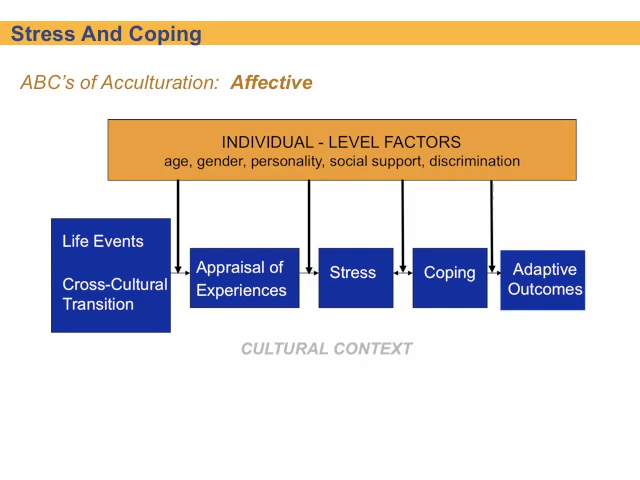 Stress And Coping
ABC's of Acculturation: Affective
INDIVIDUAL - LEVEL FACTORS
age, gender, personality, social support, discrimination
Life Events
Cross-Cultural
Transition
Appraisal of
Experiences
Stress
Coping
Adaptive
Outcomes
CULTURAL CONTEXT